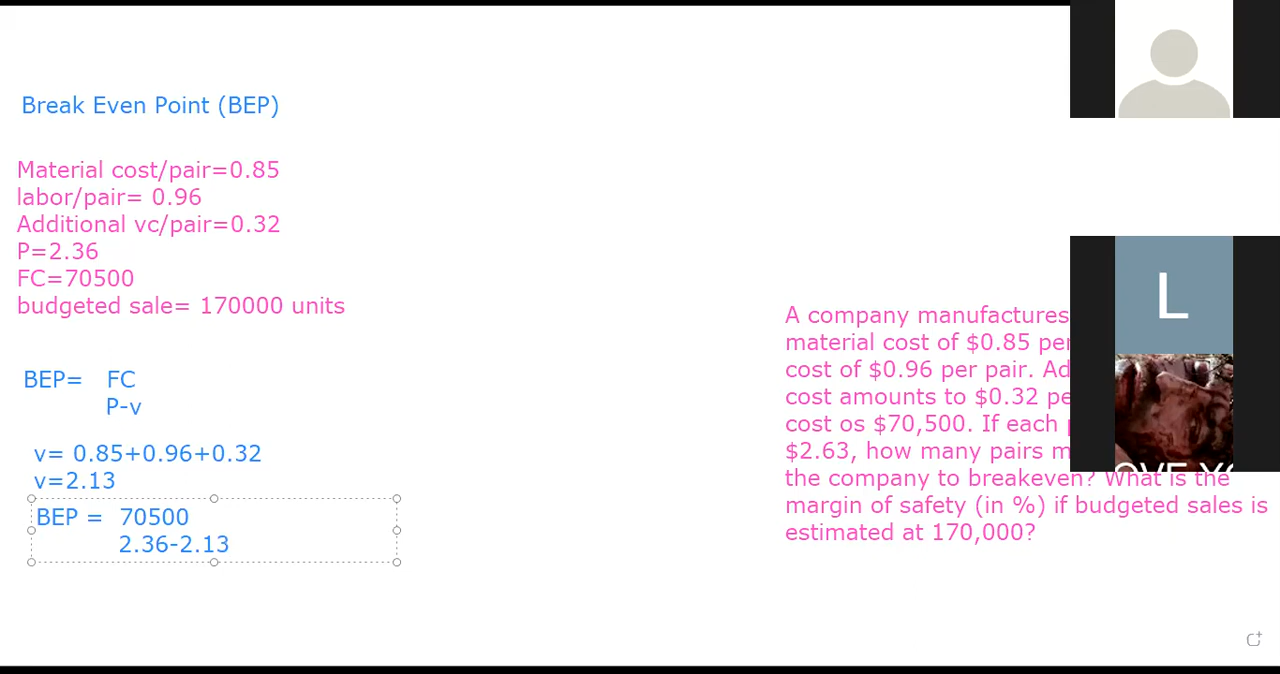 Break Even Point (BEP)
Material cost/pair=0.85
labor/pair= 0.96
Additional vc/pair=0.32
P=2.36
FC=70500
budgeted sale= 170000 units
BEP= FC
P-v
v= 0.85+0.96+0.32
v=2.13
BEP = 70500
2.36-2.13
A company manufactures
material cost of $0.85 per
cost of $0.96 per pair.
cost amounts to $0.32
cost os $70,500. If each
$2.63, how many pairs
the company to breakeven? What is the
margin of safety (in %) if budgeted sales is
estimated at 170,000?
L